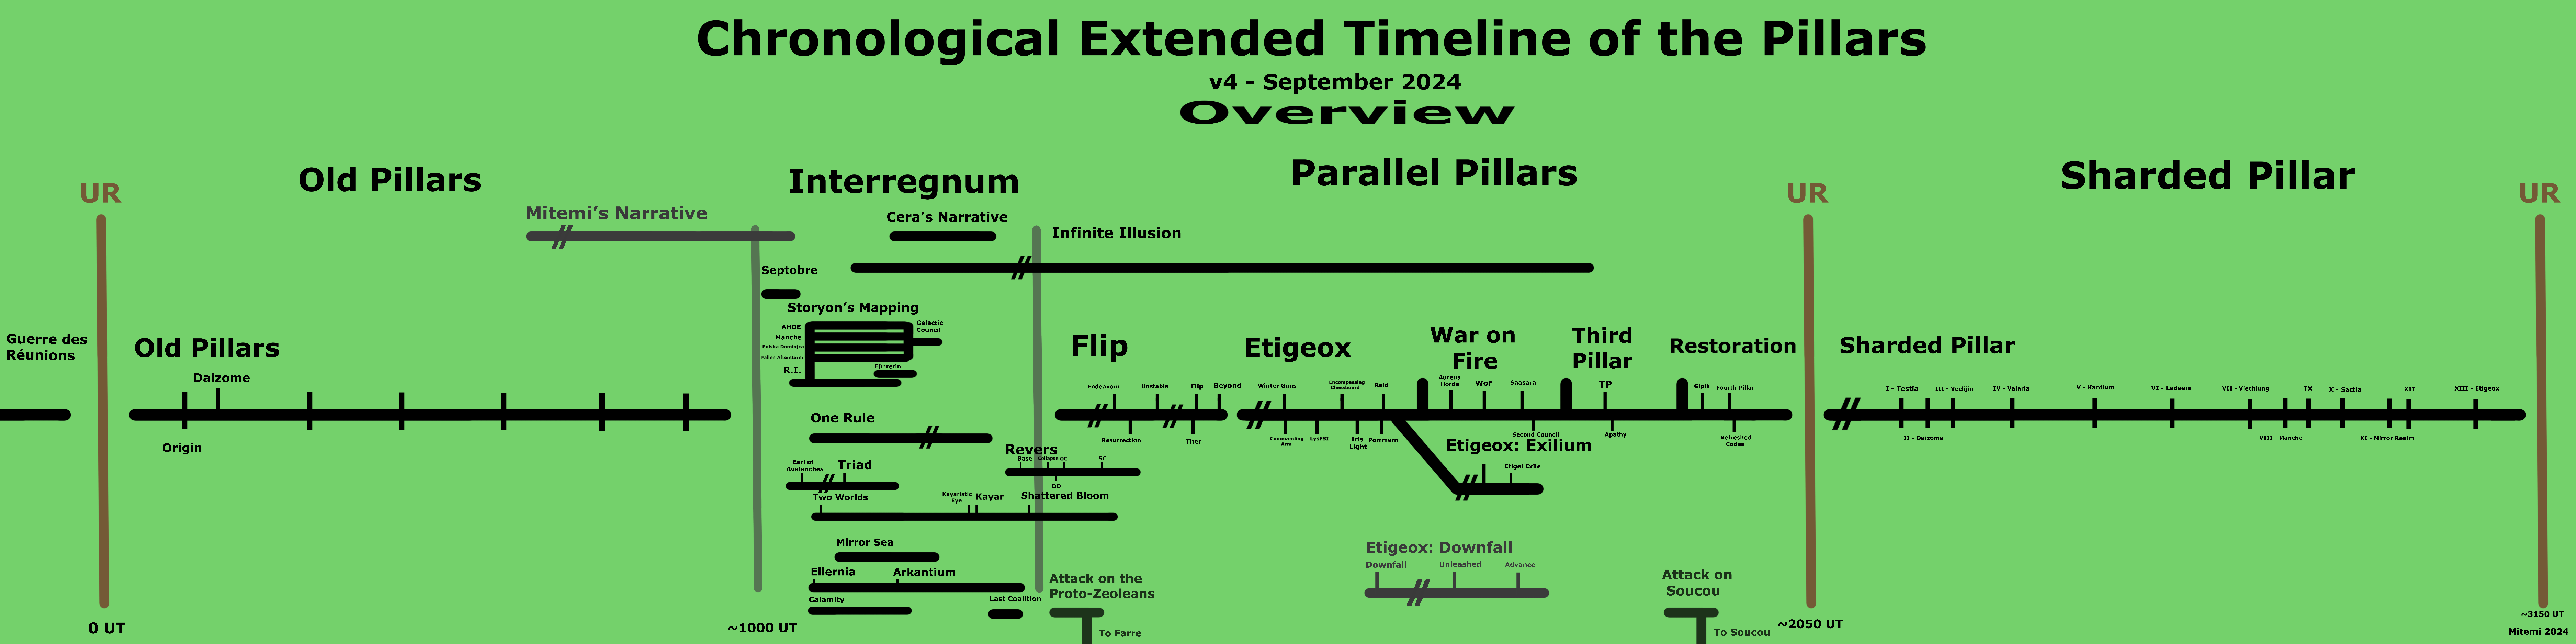 Chronological Extended Timeline of the Pillars
v4 - September 2024
Overview
UR
Old Pillars
Mitemi's Narrative
Interregnum
Cera's Narrative
Infinite Illusion
Parallel Pillars
UR
Sharded Pillar
UR
Guerre des
Réunions
Old Pillars
Daizome
Origin
Septobre
Storyon's Mapping
AHOE
Manche
Polska Dominjca
Fallen Afterstorm
R.I.
Galactic
Council
Führerin
One Rule
Earl of
Avalanches
Triad
Two Worlds
Kayaristic
Eye
Kayar
Shattered Bloom
Revers
Base
Collapse
DC
SC
DD
Mirror Sea
Ellernia
Arkantium
Calamity
Last Coalition
Attack on the
Proto-Zeoleans
To Farre
Flip
Endeavour
Unstable
Flip
Beyond
Resurrection
Ther
Etigeox
Winter Guns
Encompassing
Chessboard
Raid
Commanding
Arm
LysFSI
Iris
Light
Pommern
War on
Fire
Aureus
Horde
WoF
Saasara
Second Council
Third
Pillar
TP
Apathy
Restoration
Gipik
Fourth Pillar
Refreshed
Codes
Etigeox: Exilium
Etigei Exile
Etigeox: Downfall
Downfall
Unleashed
Advance
Attack on
Soucou
To Soucou
Sharded Pillar
I - Testia
II - Daizome
III - Veclijin
IV - Valaria
V - Kantium
VI - Ladesia
VII - Viechlung
VIII - Manche
IX
X - Sactia
XI - Mirror Realm
XII
XIII - Etigeox
0 UT
~1000 UT
~2050 UT
~3150 UT
Mitemi 2024